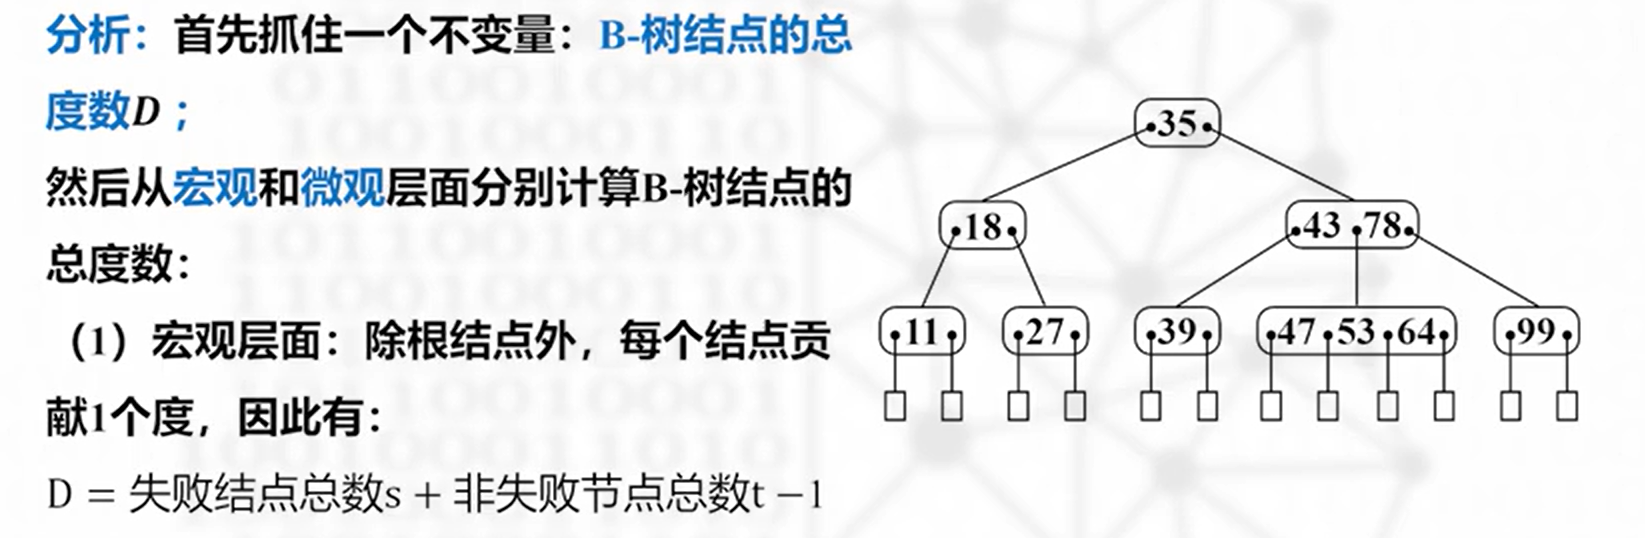 分析：首先抓住一个不变量：B-树结点的总
度数D；
然后从宏观和微观层面分别计算B-树结点的
总度数：
（1）宏观层面：除根结点外，每个结点贡
献1个度，因此有：
D = 失败结点总数s + 非失败节点总数t −1
35
18
43 78
11
27
39
47 53 64
99